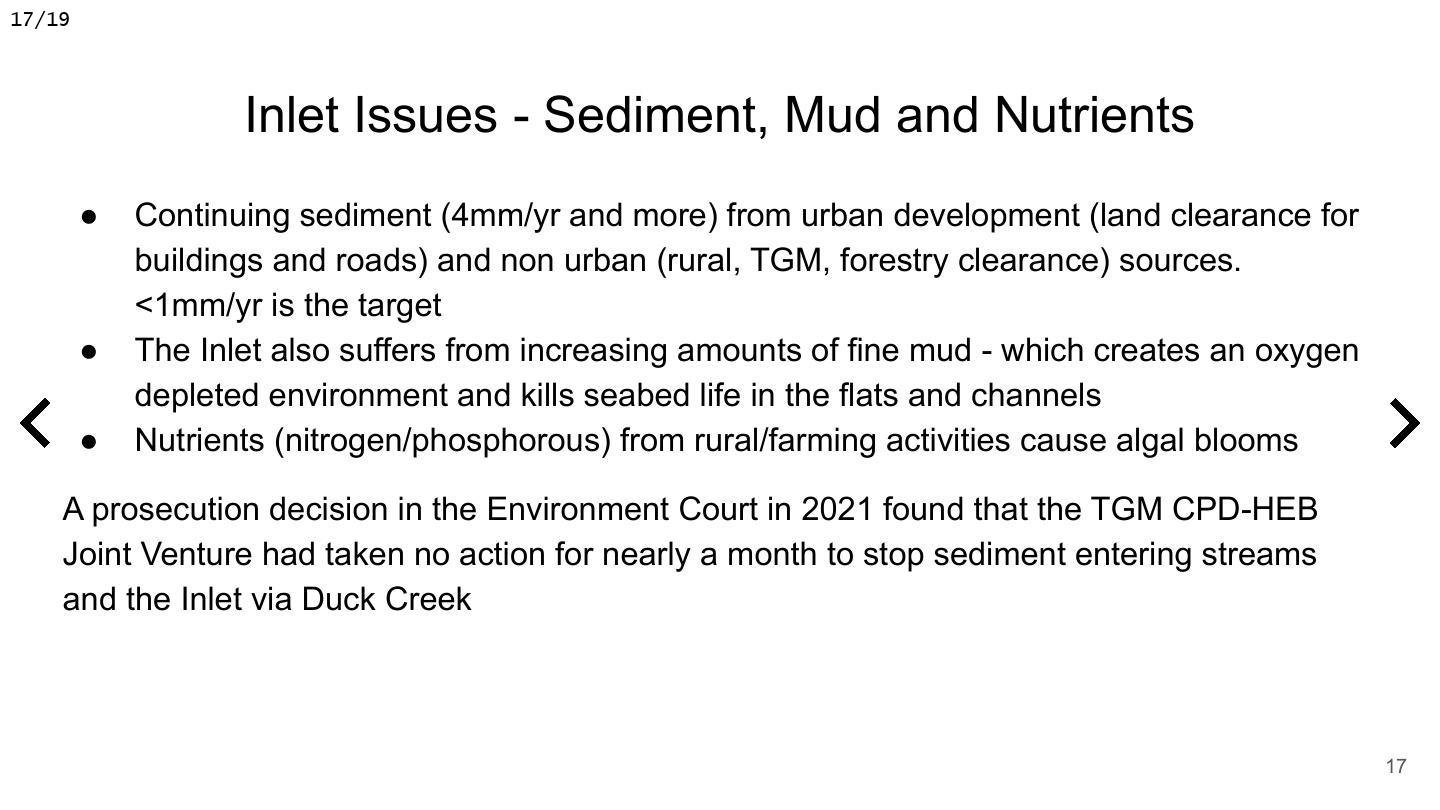 17/19
Inlet Issues - Sediment, Mud and Nutrients
● Continuing sediment (4mm/yr and more) from urban development (land clearance for
buildings and roads) and non urban (rural, TGM, forestry clearance) sources.
<1mm/yr is the target
● The Inlet also suffers from increasing amounts of fine mud - which creates an oxygen
depleted environment and kills seabed life in the flats and channels
● Nutrients (nitrogen/phosphorous) from rural/farming activities cause algal blooms
A prosecution decision in the Environment Court in 2021 found that the TGM CPD-HEB
Joint Venture had taken no action for nearly a month to stop sediment entering streams
and the Inlet via Duck Creek
17